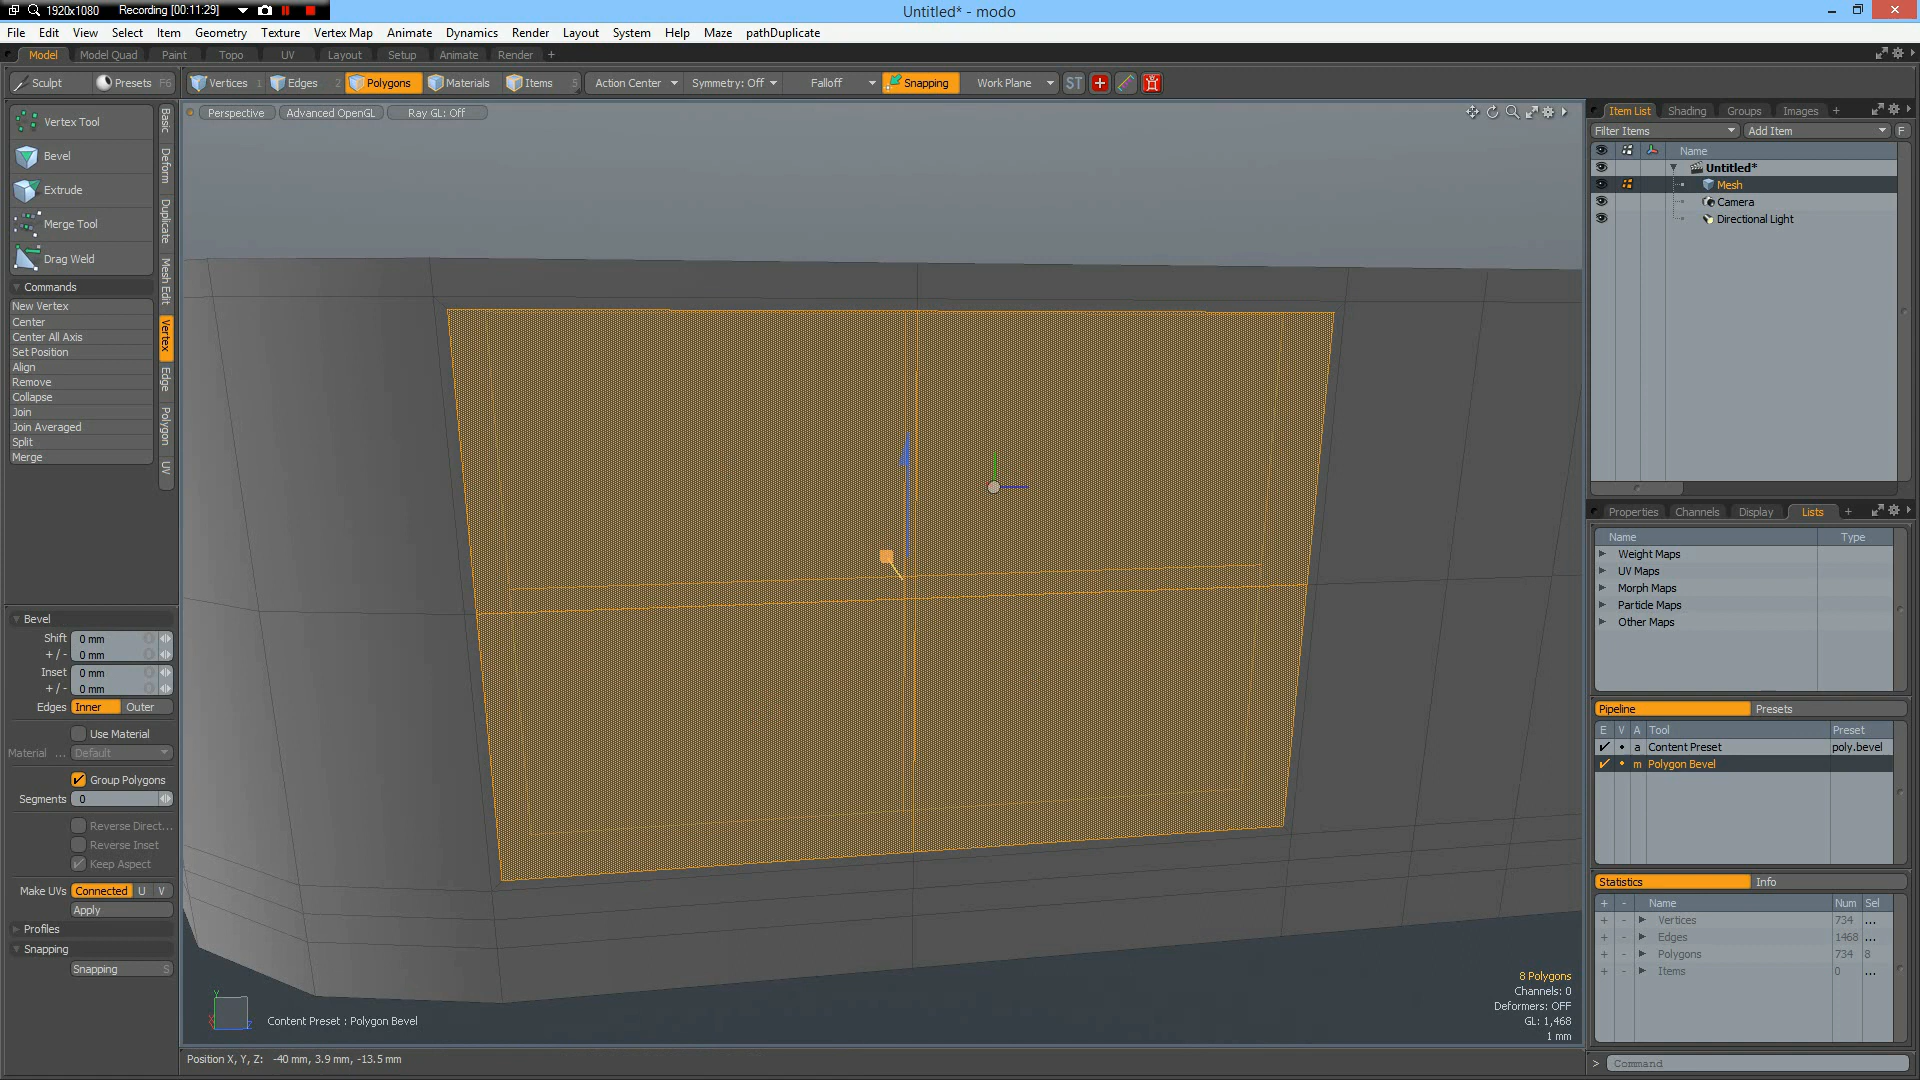 1920x1080 Recording [00:11:29]
Untitled* - modo
File Edit View Select Item Geometry Texture Vertex Map Animate Dynamics Render Layout System Help Maze pathDuplicate
Model Model Quad Paint Topo UV Layout Setup Animate Render +
Sculpt Presets F6 Vertices 1 Edges 2 Polygons Materials Items 5 Action Center Symmetry: Off Falloff Snapping Work Plane ST
Perspective Advanced OpenGL Ray GL: Off
Vertex Tool
Bevel
Extrude
Merge Tool
Drag Weld
Commands
New Vertex
Center
Center All Axis
Set Position
Align
Remove
Collapse
Join
Join Averaged
Split
Merge
Basic
Deform
Duplicate
Mesh Edit
Vertex
Edge
Polygon
UV
Bevel
Shift 0 mm
+ / - 0 mm
Inset 0 mm
+ / - 0 mm
Edges Inner Outer
Use Material
Material ... Default
Group Polygons
Segments 0
Reverse Direct...
Reverse Inset
Keep Aspect
Make UVs Connected U V
Apply
Profiles
Snapping
Snapping S
Y
X
Z
Content Preset : Polygon Bevel
8 Polygons
Channels: 0
Deformers: OFF
GL: 1,468
1 mm
Position X, Y, Z: -40 mm, 3.9 mm, -13.5 mm
Item List Shading Groups Images +
Filter Items Add Item F
Name
Untitled*
Mesh
Camera
Directional Light
Properties Channels Display Lists +
Name Type
Weight Maps
UV Maps
Morph Maps
Particle Maps
Other Maps
Pipeline Presets
E V A Tool Preset
a Content Preset poly.bevel
m Polygon Bevel
Statistics Info
+ - Name Num Sel
+ - Vertices 734 ...
+ - Edges 1468 ...
+ - Polygons 734 8
+ - Items 0 ...
> Command